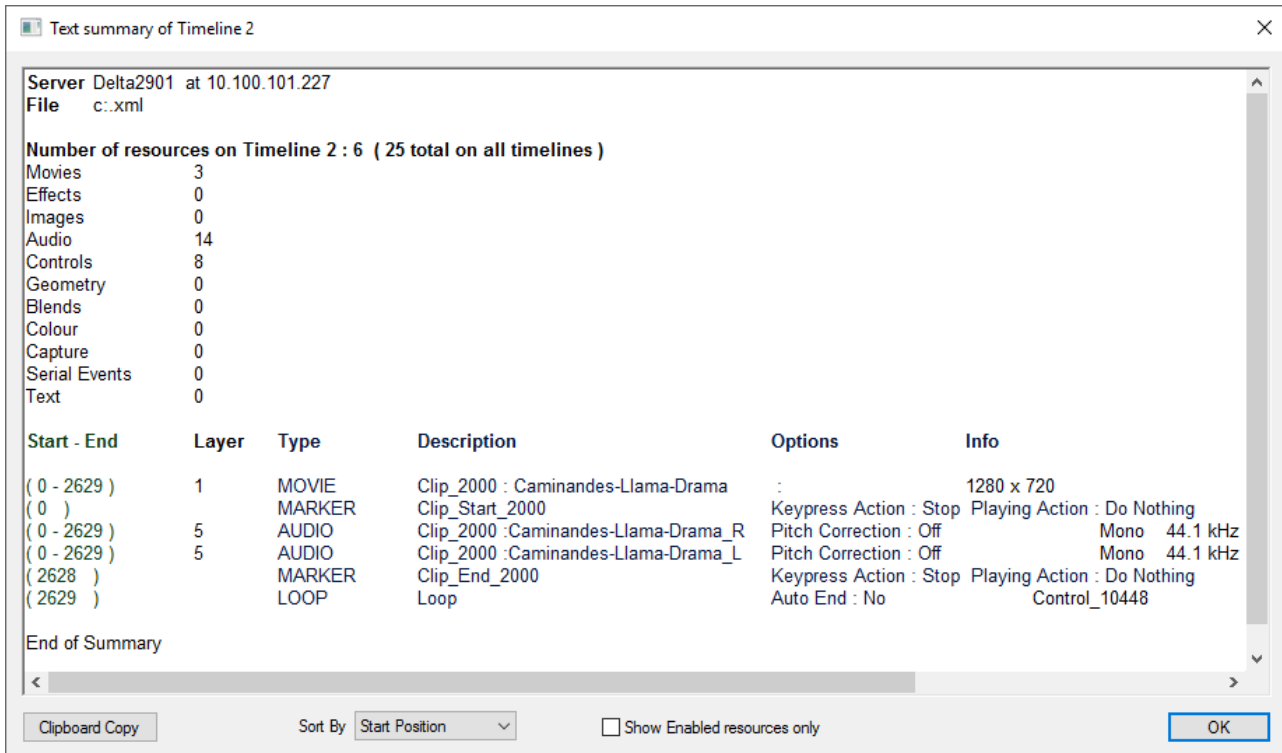 Text summary of Timeline 2
Server Delta2901 at 10.100.101.227
File c:.xml
Number of resources on Timeline 2 : 6 ( 25 total on all timelines )
Movies 3
Effects 0
Images 0
Audio 14
Controls 8
Geometry 0
Blends 0
Colour 0
Capture 0
Serial Events 0
Text 0
Start - End Layer Type Description Options Info
( 0 - 2629 ) 1 MOVIE Clip_2000 : Caminandes-Llama-Drama : 1280 x 720
( 0 ) MARKER Clip_Start_2000 Keypress Action : Stop Playing Action : Do Nothing
( 0 - 2629 ) 5 AUDIO Clip_2000 :Caminandes-Llama-Drama_R Pitch Correction : Off Mono 44.1 kHz
( 0 - 2629 ) 5 AUDIO Clip_2000 :Caminandes-Llama-Drama_L Pitch Correction : Off Mono 44.1 kHz
( 2628 ) MARKER Clip_End_2000 Keypress Action : Stop Playing Action : Do Nothing
( 2629 ) LOOP Loop Auto End : No Control_10448
End of Summary
Clipboard Copy Sort By Start Position Show Enabled resources only OK